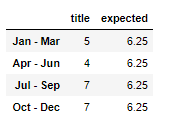 title expected
Jan - Mar 5 6.25
Apr - Jun 4 6.25
Jul - Sep 7 6.25
Oct - Dec 7 6.25